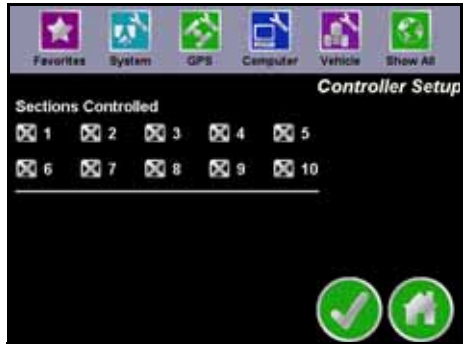 Favorites System GPS Computer Vehicle Show All
Controller Setup
Sections Controlled
1 2 3 4 5
6 7 8 9 10